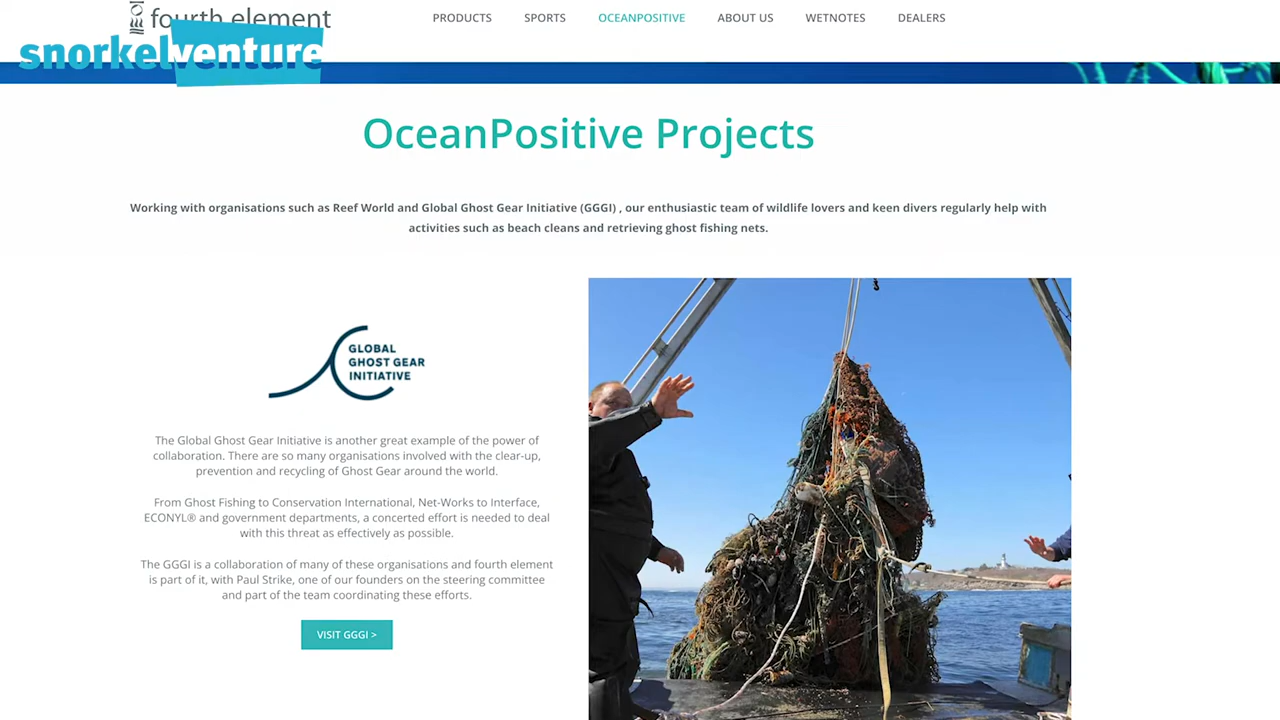 fourth element
snorkelventure
PRODUCTS
SPORTS
OCEANPOSITIVE
ABOUT US
WETNOTES
DEALERS
OceanPositive Projects
Working with organisations such as Reef World and Global Ghost Gear Initiative (GGGI) , our enthusiastic team of wildlife lovers and keen divers regularly help with
activities such as beach cleans and retrieving ghost fishing nets.
GLOBAL
GHOST GEAR
INITIATIVE
The Global Ghost Gear Initiative is another great example of the power of
collaboration. There are so many organisations involved with the clear-up,
prevention and recycling of Ghost Gear around the world.
From Ghost Fishing to Conservation International, Net-Works to Interface,
ECONYL® and government departments, a concerted effort is needed to deal
with this threat as effectively as possible.
The GGGI is a collaboration of many of these organisations and fourth element
is part of it, with Paul Strike, one of our founders on the steering committee
and part of the team coordinating these efforts.
VISIT GGGI >